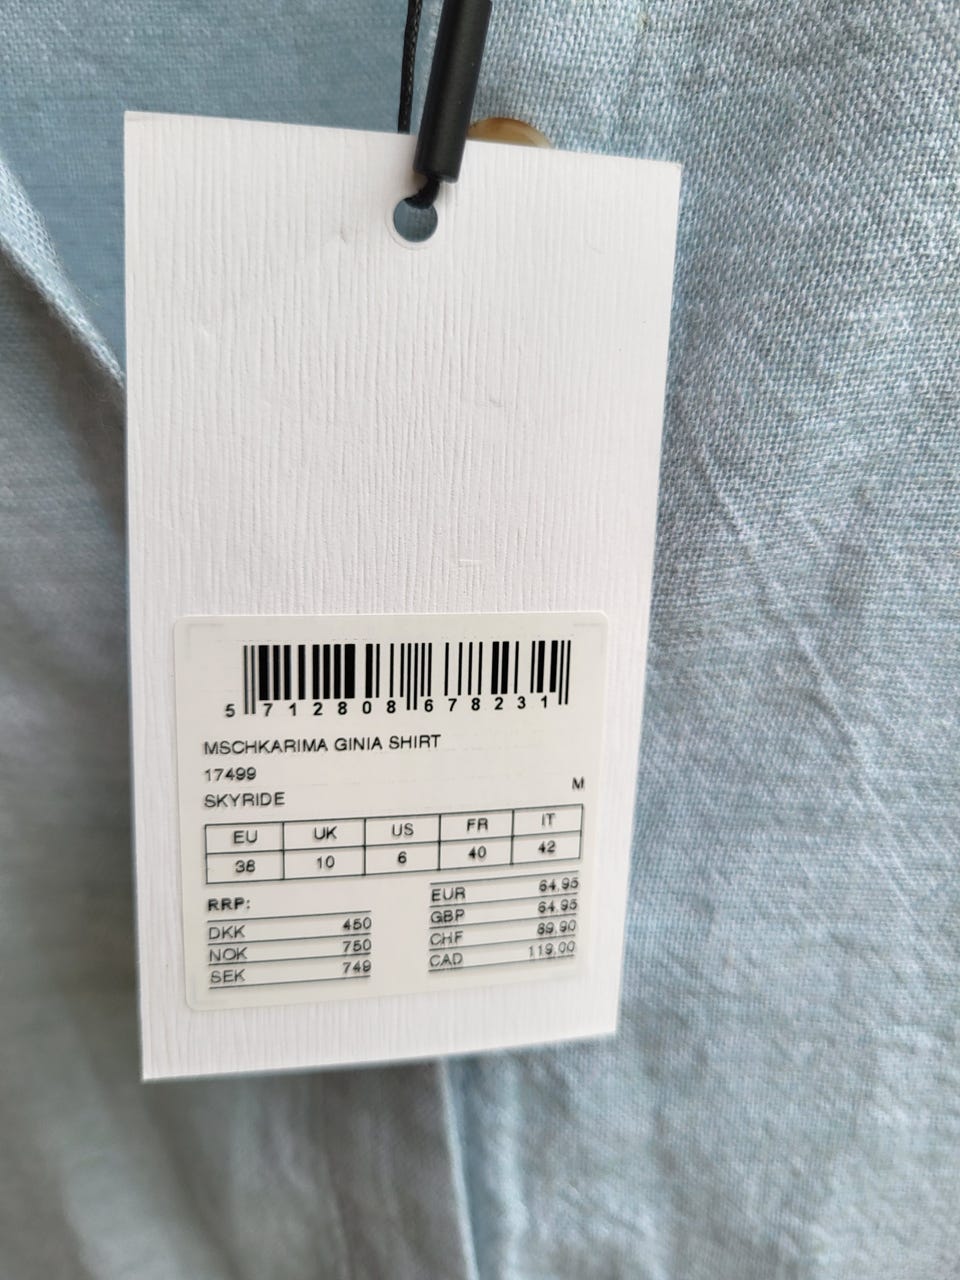 5 712808 678231
MSCHKARIMA GINIA SHIRT
17499
SKYRIDE M
EU UK US FR IT
38 10 6 40 42
RRP:
DKK 450
NOK 750
SEK 749
EUR 64,95
GBP 64,95
CHF 89,90
CAD 119,00